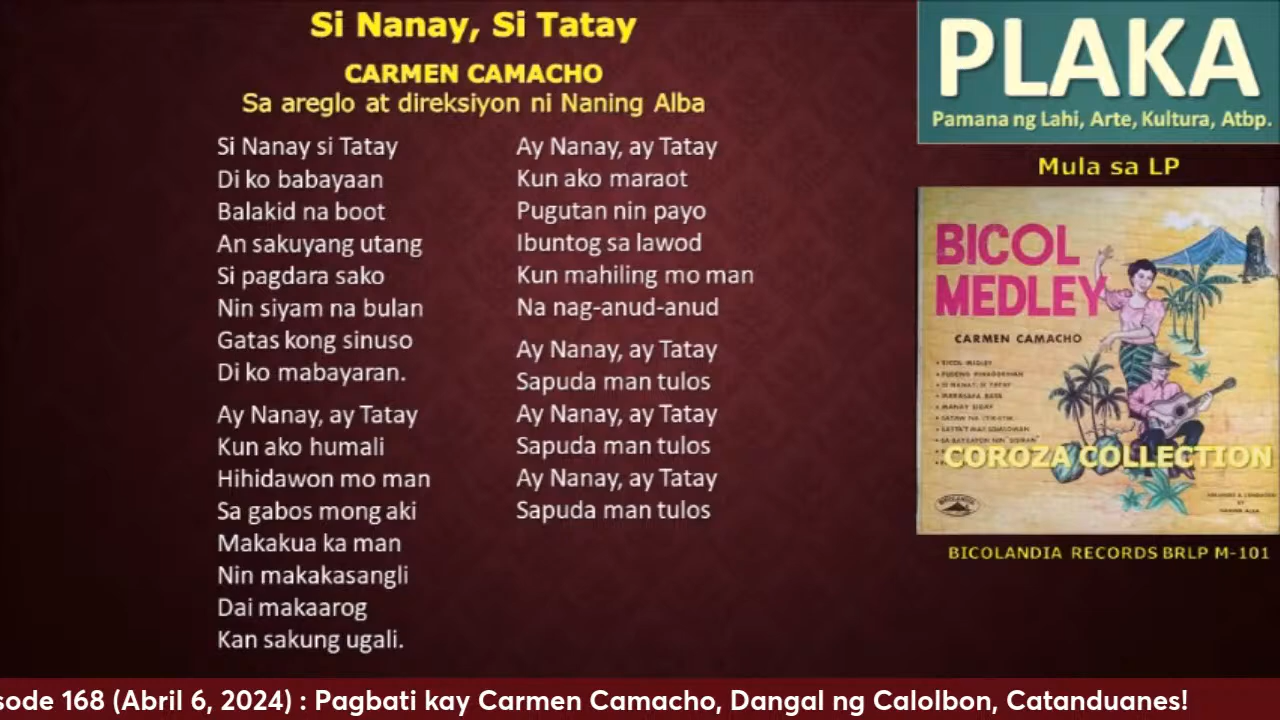 Si Nanay, Si Tatay
CARMEN CAMACHO
Sa areglo at direksiyon ni Naning Alba
Si Nanay si Tatay
Di ko babayaan
Balakid na boot
An sakuyang utang
Si pagdara sako
Nin siyam na bulan
Gatas kong sinuso
Di ko mabayaran.
Ay Nanay, ay Tatay
Kun ako humali
Hihidawon mo man
Sa gabos mong aki
Makakua ka man
Nin makakasangli
Dai makaarog
Kan sakung ugali.
Ay Nanay, ay Tatay
Kun ako maraot
Pugutan nin payo
Ibuntog sa lawod
Kun mahiling mo man
Na nag-anud-anud
Ay Nanay, ay Tatay
Sapuda man tulos
Ay Nanay, ay Tatay
Sapuda man tulos
Ay Nanay, ay Tatay
Sapuda man tulos
PLAKA
Pamana ng Lahi, Arte, Kultura, Atbp.
Mula sa LP
BICOL
MEDLEY
CARMEN CAMACHO
• BICOL MEDLEY
• SI NANAY, SI TATAY
COROZA COLLECTION
BICOLANDIA RECORDS BRLP M-101
sode 168 (Abril 6, 2024) : Pagbati kay Carmen Camacho, Dangal ng Calolbon, Catanduanes!